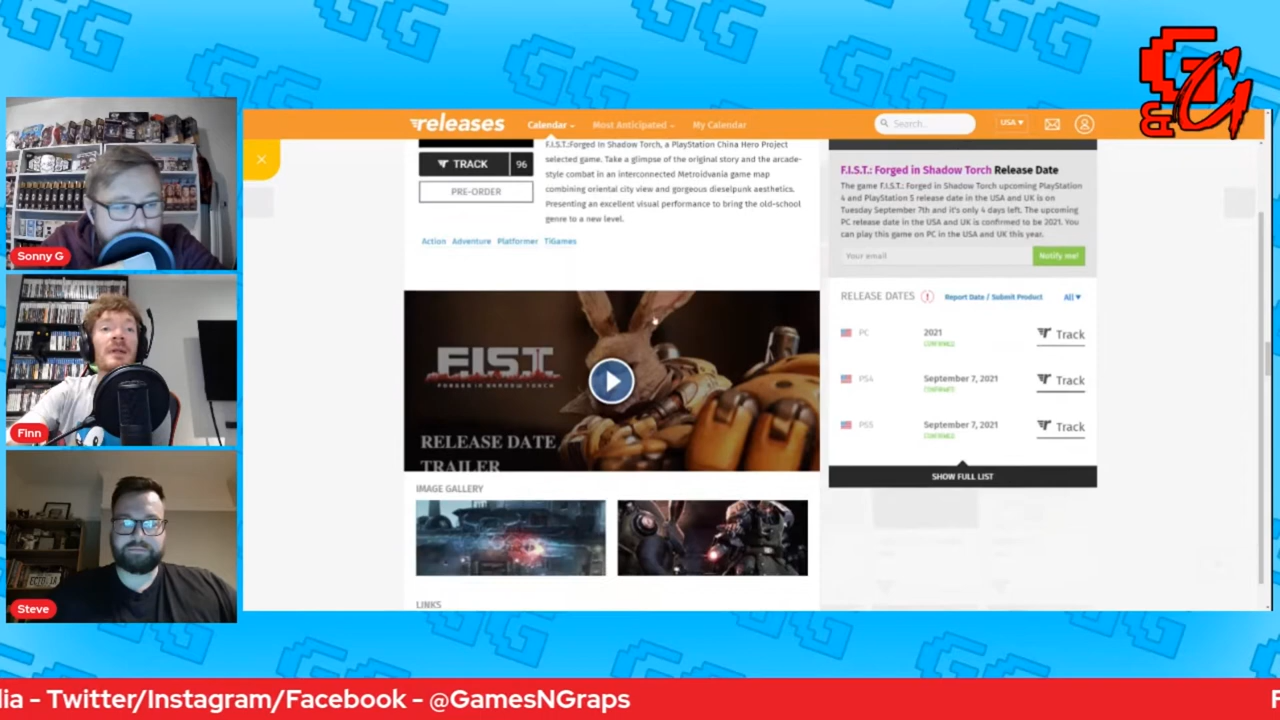 releases
Calendar
Most Anticipated
My Calendar
Search...
USA
TRACK 96
PRE-ORDER
F.I.S.T.:Forged In Shadow Torch, a PlayStation China Hero Project
selected game. Take a glimpse of the original story and the arcade-
style combat in an interconnected Metroidvania game map
combining oriental city view and gorgeous dieselpunk aesthetics.
Presenting an excellent visual performance to bring the old-school
genre to a new level.
Action Adventure Platformer TiGames
F.I.S.T.
FORGED IN SHADOW TORCH
RELEASE DATE
TRAILER
IMAGE GALLERY
LINKS
F.I.S.T.: Forged in Shadow Torch Release Date
The game F.I.S.T.: Forged in Shadow Torch upcoming PlayStation
4 and PlayStation 5 release date in the USA and UK is on
Tuesday September 7th and it's only 4 days left. The upcoming
PC release date in the USA and UK is confirmed to be 2021. You
can play this game on PC in the USA and UK this year.
Your email
Notify me!
RELEASE DATES
Report Date / Submit Product
All
PC 2021 Track
CONFIRMED
PS4 September 7, 2021 Track
CONFIRMED
PS5 September 7, 2021 Track
CONFIRMED
SHOW FULL LIST
Sonny G
Finn
Steve
ECTO-1A
G&G
dia - Twitter/Instagram/Facebook - @GamesNGraps